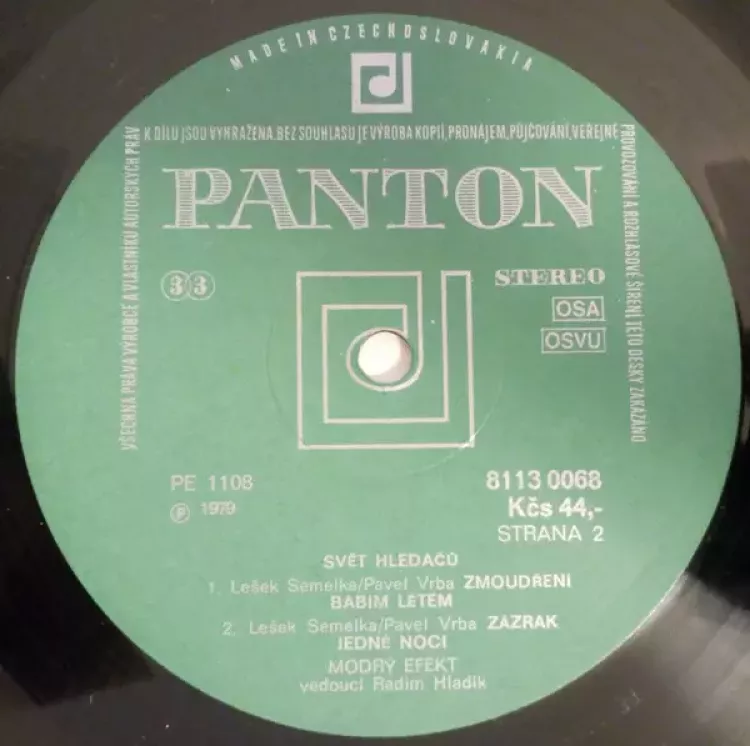 MADE IN CZECHOSLOVAKIA
VŠECHNA PRÁVA VÝROBCE A VLASTNÍKU AUTORSKÝCH PRÁV
K DÍLU JSOU VYHRAŽENA. BEZ SOUHLASU JE VÝROBA KOPIÍ, PRONÁJEM, PŮJČOVÁNÍ, VEŘEJNÉ
PROVOZOVÁNÍ A ROZHLASOVÉ ŠÍŘENÍ TÉTO DESKY ZAKÁZÁNO
PANTON
33
STEREO
OSA
OSVU
PE 1108
8113 0068
Ⓟ 1979
Kčs 44,-
STRANA 2
SVĚT HLEDAČŮ
1. Lešek Semelka/Pavel Vrba ZMOUDŘENÍ
BABÍM LÉTEM
2. Lešek Semelka/Pavel Vrba ZÁZRAK
JEDNÉ NOCI
MODRÝ EFEKT
vedoucí Radim Hladík